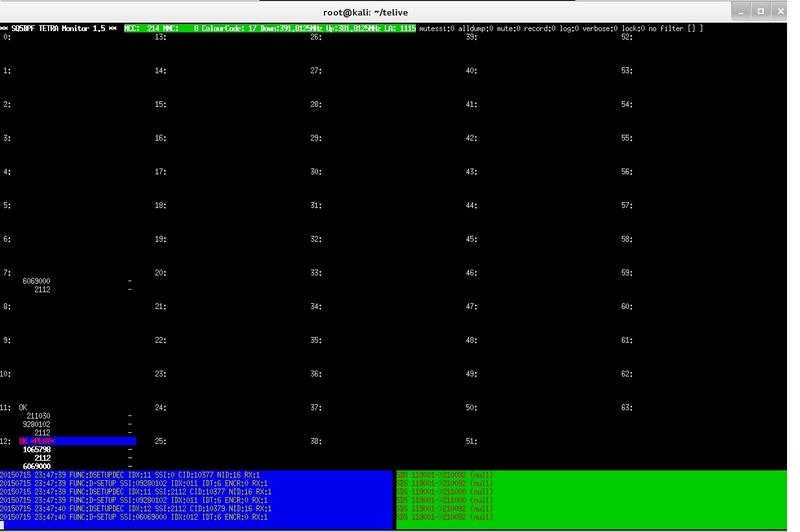 root@kali: ~/telive
** SQ5BPF TETRA Monitor 1.5 ** MCC: 214 MNC: 8 ColourCode: 17 Down:391.8125MHz Up:381.8125MHz LA: 1115 mutessi:0 alldump:0 mute:0 record:0 log:0 verbose:0 lock:0 no filter [] ]
0: 13: 26: 39: 52:
1: 14: 27: 40: 53:
2: 15: 28: 41: 54:
3: 16: 29: 42: 55:
4: 17: 30: 43: 56:
5: 18: 31: 44: 57:
6: 19: 32: 45: 58:
7: 20: 33: 46: 59:
6069000 -
2112 -
8: 21: 34: 47: 60:
9: 22: 35: 48: 61:
10: 23: 36: 49: 62:
11: OK 24: 37: 50: 63:
211030 -
9280102 -
2112 -
12: OK *PLAY* 25: 38: 51:
1065798 -
2112 -
6069000 -
20150715 23:47:39 FUNC:DSETUPDEC IDX:11 SSI:0 CID:10377 NID:16 RX:1
20150715 23:47:39 FUNC:D-SETUP SSI:09280102 IDX:011 IDT:6 ENCR:0 RX:1
20150715 23:47:39 FUNC:DSETUPDEC IDX:11 SSI:2112 CID:10377 NID:16 RX:1
20150715 23:47:39 FUNC:D-SETUP SSI:09280102 IDX:011 IDT:6 ENCR:0 RX:1
20150715 23:47:40 FUNC:DSETUPDEC IDX:12 SSI:2112 CID:10379 NID:16 RX:1
20150715 23:47:40 FUNC:D-SETUP SSI:06069000 IDX:012 IDT:6 ENCR:0 RX:1
SDS 119001->210092 (null)
SDS 119001->210092 (null)
SDS 119001->211000 (null)
SDS 119001->211000 (null)
SDS 119001->210092 (null)
SDS 119001->210092 (null)